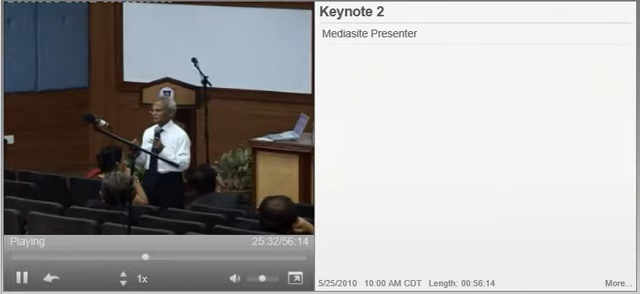 Keynote 2
Mediasite Presenter
Playing
25:32/56:14
1x
5/25/2010 10:00 AM CDT Length: 00:56:14
More...